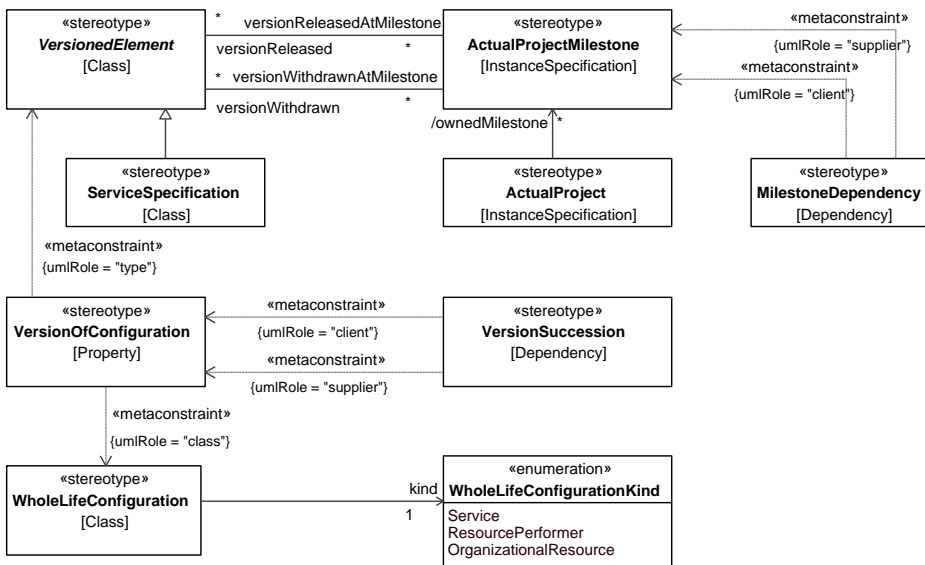 «stereotype»
VersionedElement
[Class]
* versionReleasedAtMilestone
versionReleased *
* versionWithdrawnAtMilestone
versionWithdrawn *
«stereotype»
ActualProjectMilestone
[InstanceSpecification]
«metaconstraint»
{umlRole = "supplier"}
«metaconstraint»
{umlRole = "client"}
/ownedMilestone *
«stereotype»
ServiceSpecification
[Class]
«stereotype»
ActualProject
[InstanceSpecification]
«stereotype»
MilestoneDependency
[Dependency]
«metaconstraint»
{umlRole = "type"}
«stereotype»
VersionOfConfiguration
[Property]
«metaconstraint»
{umlRole = "client"}
«metaconstraint»
{umlRole = "supplier"}
«stereotype»
VersionSuccession
[Dependency]
«metaconstraint»
{umlRole = "class"}
«stereotype»
WholeLifeConfiguration
[Class]
kind
1
«enumeration»
WholeLifeConfigurationKind
Service
ResourcePerformer
OrganizationalResource